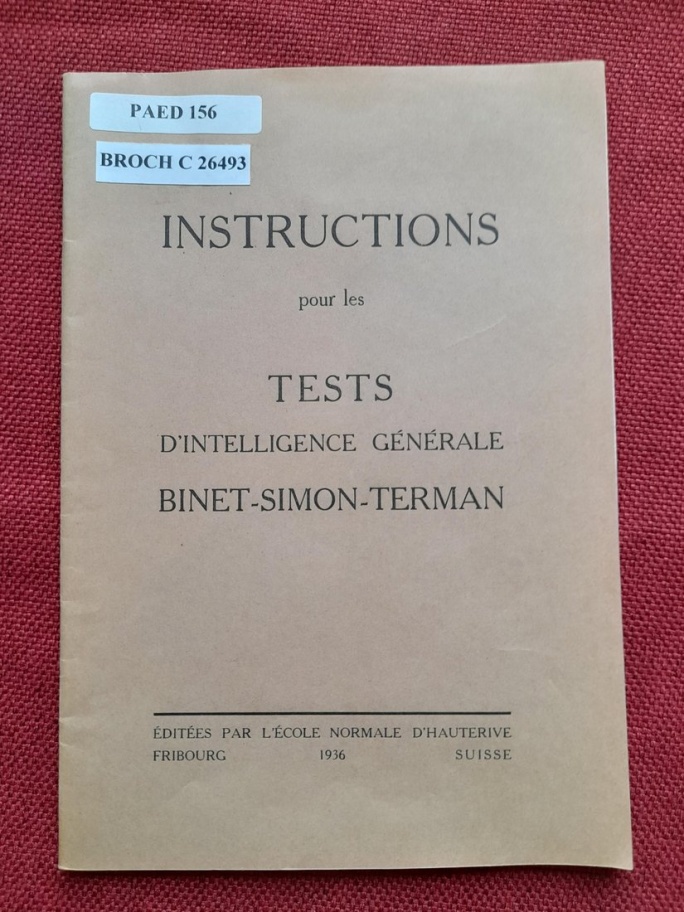 PAED 156
BROCH C 26493
INSTRUCTIONS
pour les
TESTS
D'INTELLIGENCE GÉNÉRALE
BINET-SIMON-TERMAN
ÉDITÉES PAR L'ÉCOLE NORMALE D'HAUTERIVE
FRIBOURG 1936 SUISSE